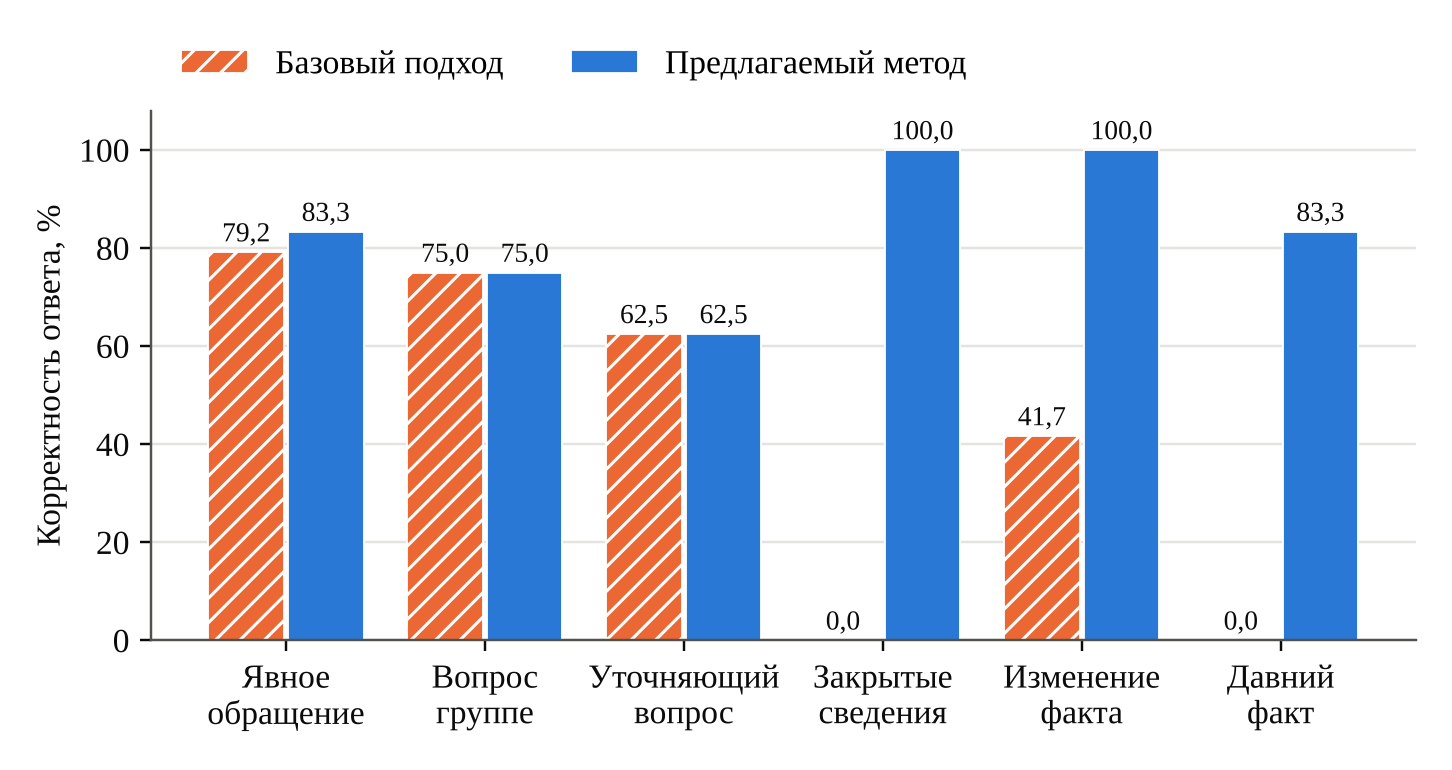 Базовый подход
Предлагаемый метод
Корректность ответа, %
100
80
60
40
20
0
79,2
83,3
75,0
75,0
62,5
62,5
0,0
100,0
41,7
100,0
0,0
83,3
Явное
обращение
Вопрос
группе
Уточняющий
вопрос
Закрытые
сведения
Изменение
факта
Давний
факт